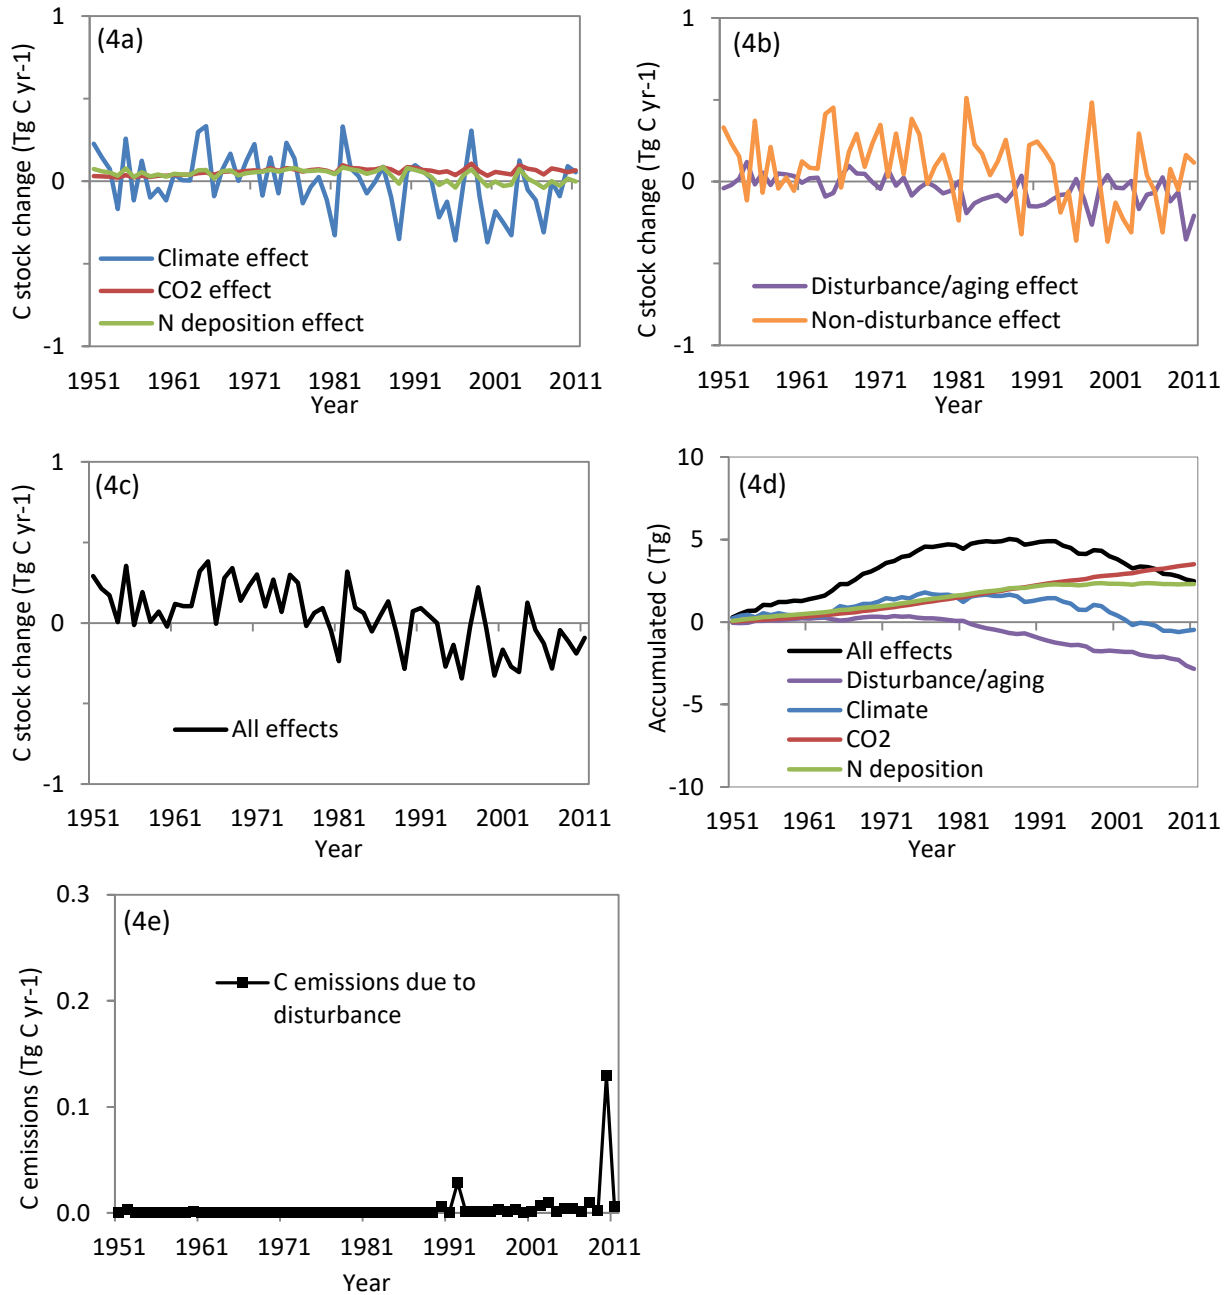 (4a)
C stock change (Tg C yr-1)
1
0
-1
Climate effect
CO2 effect
N deposition effect
1951 1961 1971 1981 1991 2001 2011
Year
(4b)
C stock change (Tg C yr-1)
1
0
-1
Disturbance/aging effect
Non-disturbance effect
1951 1961 1971 1981 1991 2001 2011
Year
(4c)
C stock change (Tg C yr-1)
1
0
-1
All effects
1951 1961 1971 1981 1991 2001 2011
Year
(4d)
Accumulated C (Tg)
10
5
0
-5
-10
All effects
Disturbance/aging
Climate
CO2
N deposition
1951 1961 1971 1981 1991 2001 2011
Year
(4e)
C emissions (Tg C yr-1)
0.3
0.2
0.1
0.0
C emissions due to
disturbance
1951 1961 1971 1981 1991 2001 2011
Year